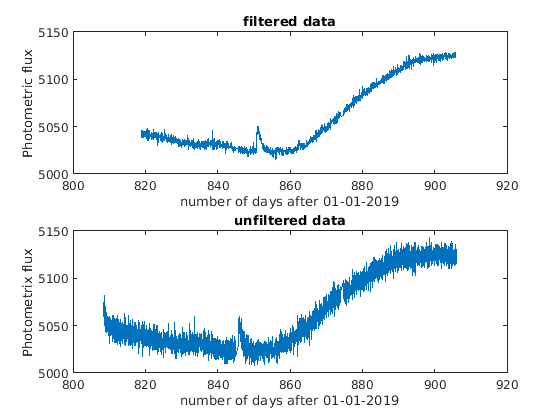 filtered data
5150
5100
5050
5000
Photometric flux
800 820 840 860 880 900 920
number of days after 01-01-2019
unfiltered data
5150
5100
5050
5000
Photometrix flux
800 820 840 860 880 900 920
number of days after 01-01-2019